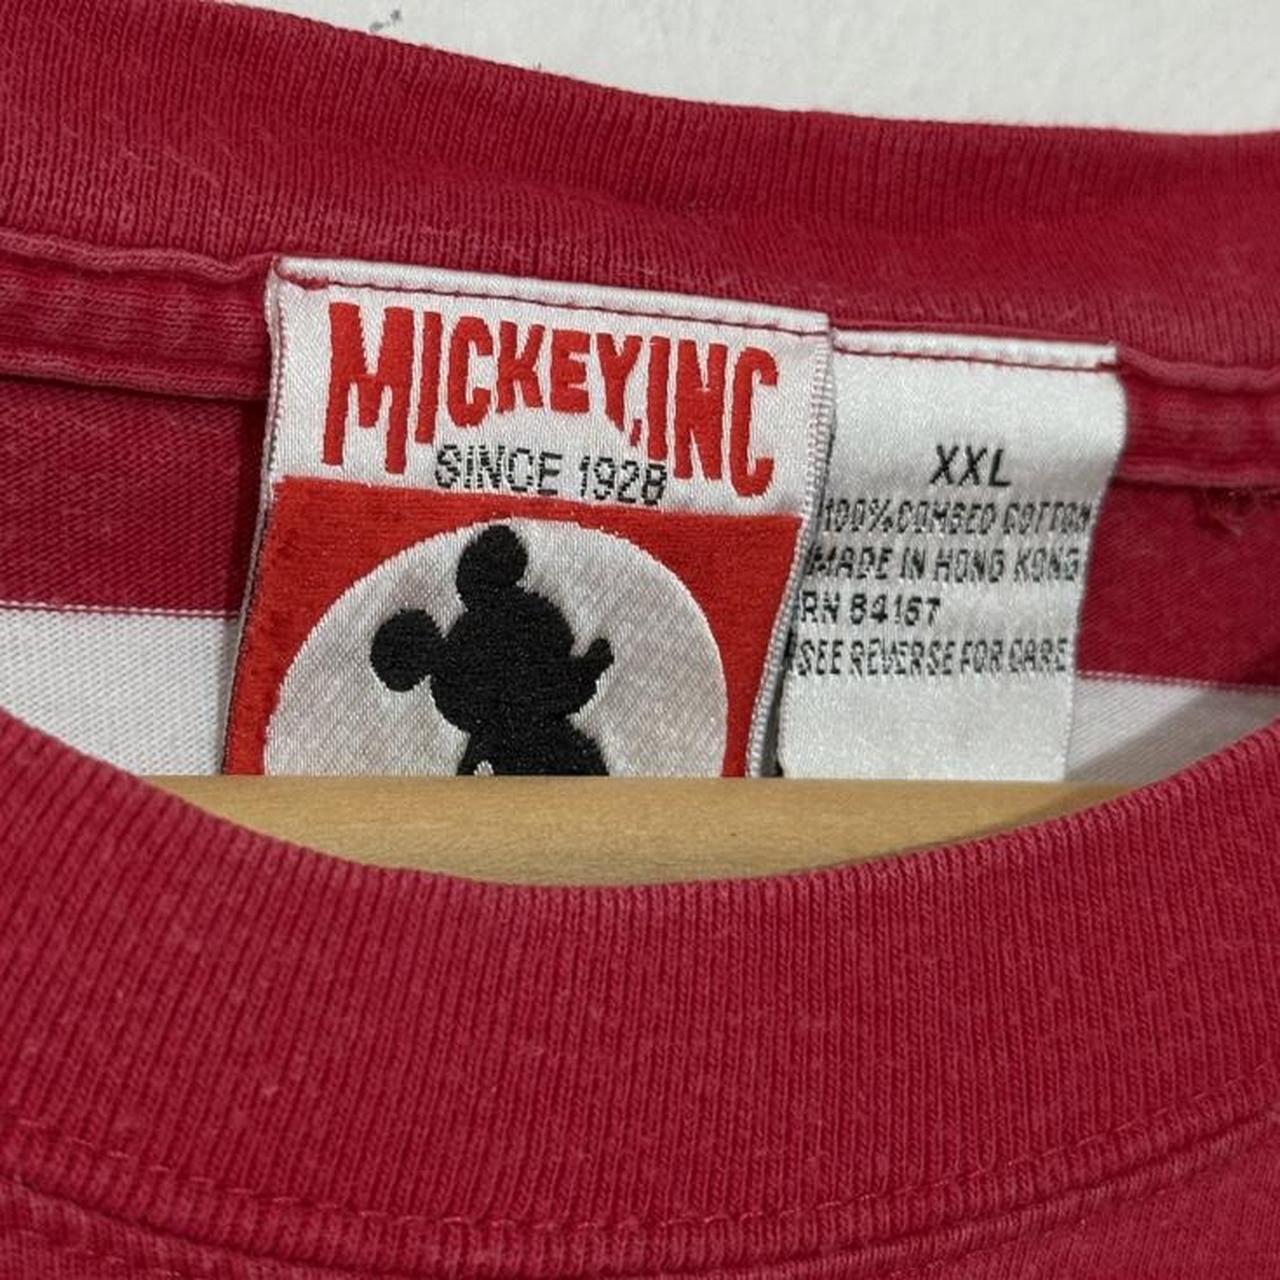 MICKEY,INC
SINCE 1928
XXL
100%COMBED COTTON
MADE IN HONG KONG
RN 84167
SEE REVERSE FOR CARE